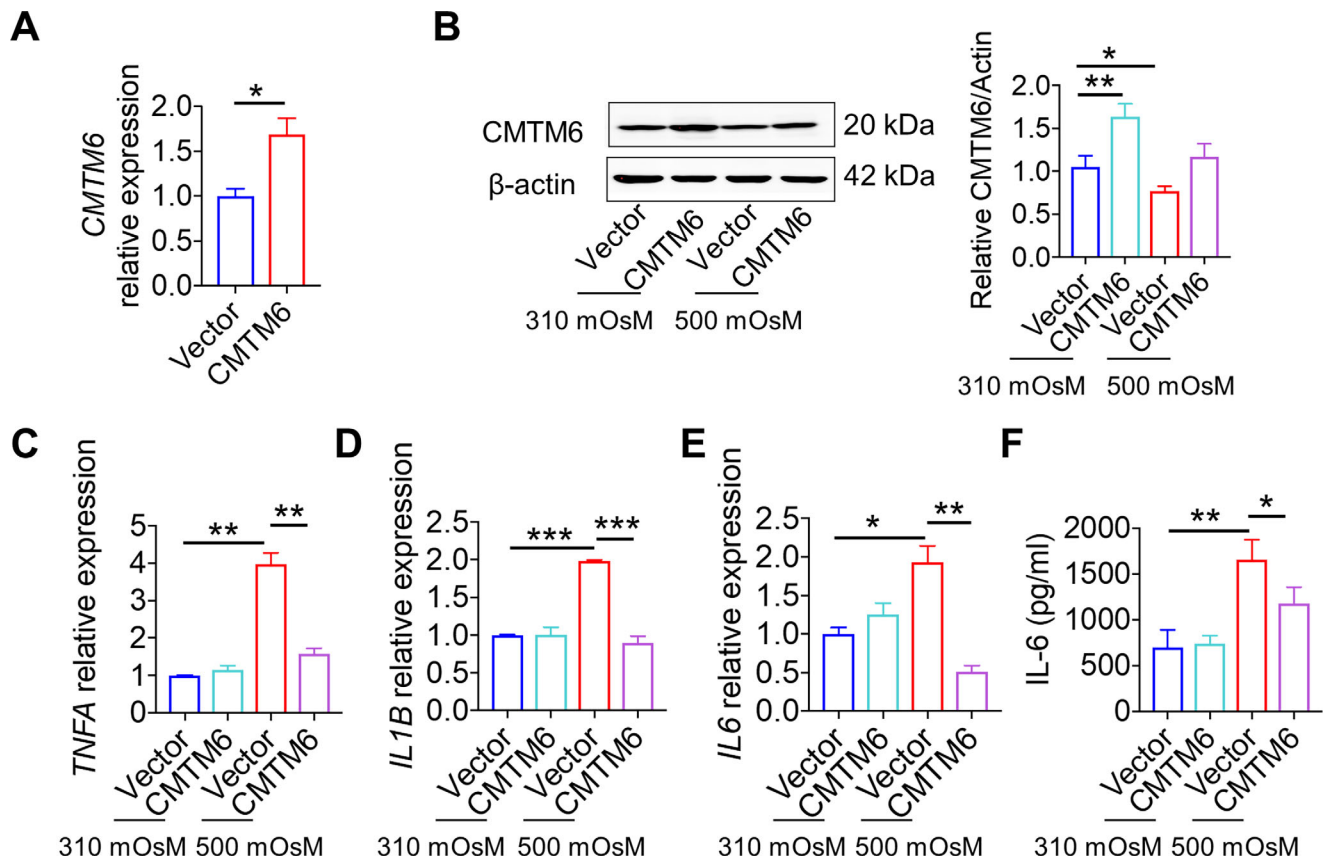 A
CMTM6
relative expression
2.0
1.5
1.0
0.5
0.0
*
Vector
CMTM6
B
CMTM6
β-actin
20 kDa
42 kDa
Vector
CMTM6
Vector
CMTM6
310 mOsM
500 mOsM
Relative CMTM6/Actin
2.0
1.5
1.0
0.5
0.0
*
**
Vector
CMTM6
Vector
CMTM6
310 mOsM
500 mOsM
C
TNFA relative expression
5
4
3
2
1
0
**
**
Vector
CMTM6
Vector
CMTM6
310 mOsM
500 mOsM
D
IL1B relative expression
2.5
2.0
1.5
1.0
0.5
0.0
***
***
Vector
CMTM6
Vector
CMTM6
310 mOsM
500 mOsM
E
IL6 relative expression
2.5
2.0
1.5
1.0
0.5
0.0
*
**
Vector
CMTM6
Vector
CMTM6
310 mOsM
500 mOsM
F
IL-6 (pg/ml)
2000
1500
1000
500
0
**
*
Vector
CMTM6
Vector
CMTM6
310 mOsM
500 mOsM